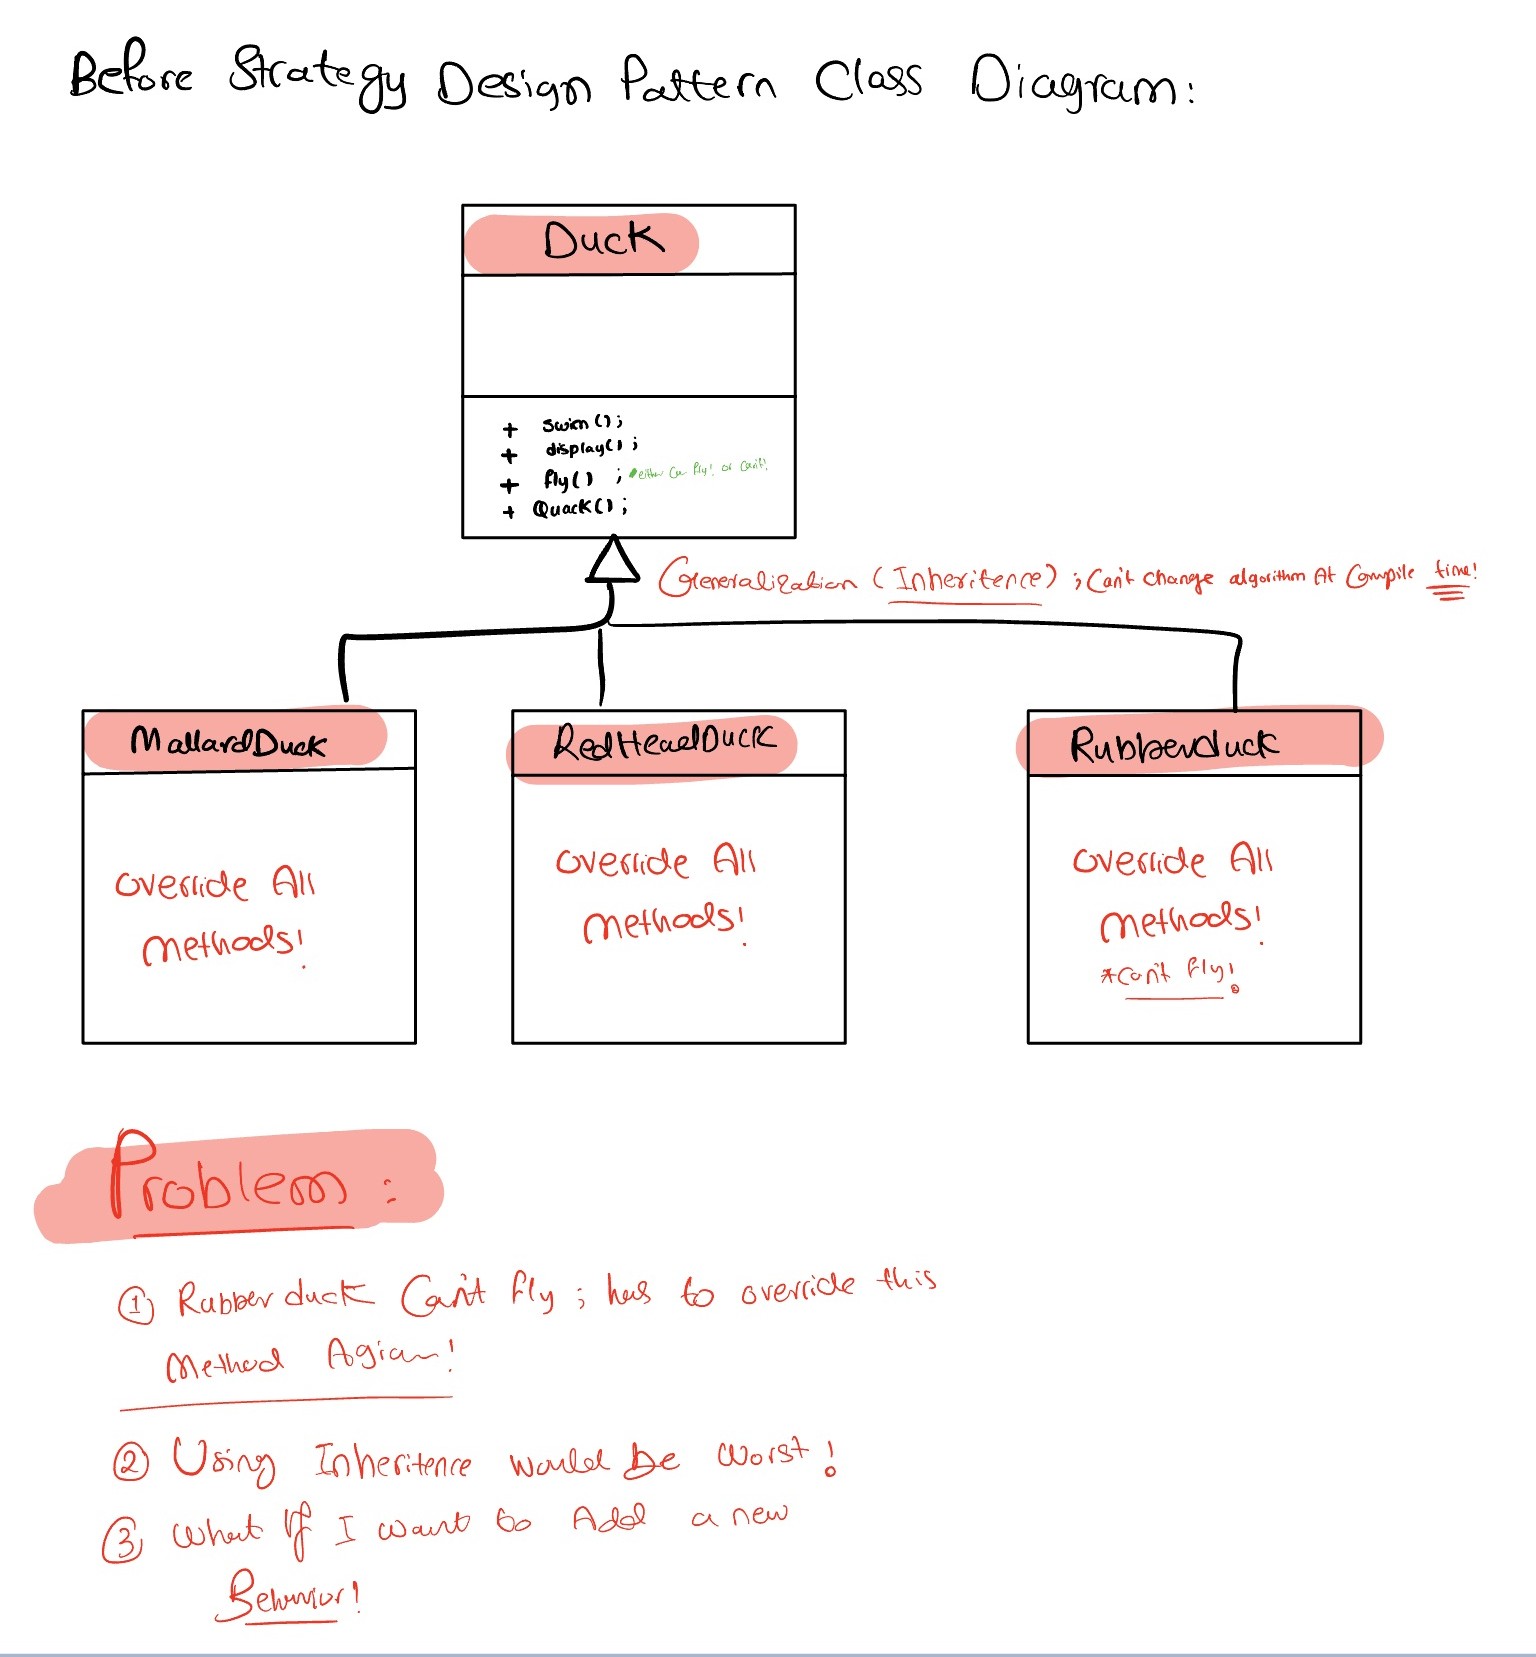 Before Strategy Design Pattern Class Diagram:
Duck
+ Swim();
+ display();
+ fly() ; either can fly! or can't!
+ Quack();
Generalization (Inheritence) ; Can't change algorithm At Compile time!
MallardDuck
RedHeadDuck
Rubberduck
override All
methods!
override All
methods!
override All
methods!
*can't fly!
Problem :
① Rubber duck Can't fly ; has to override this
Method Agian!
② Using Inheritence would be worst!
③ What If I want to Add a new
Behavior!